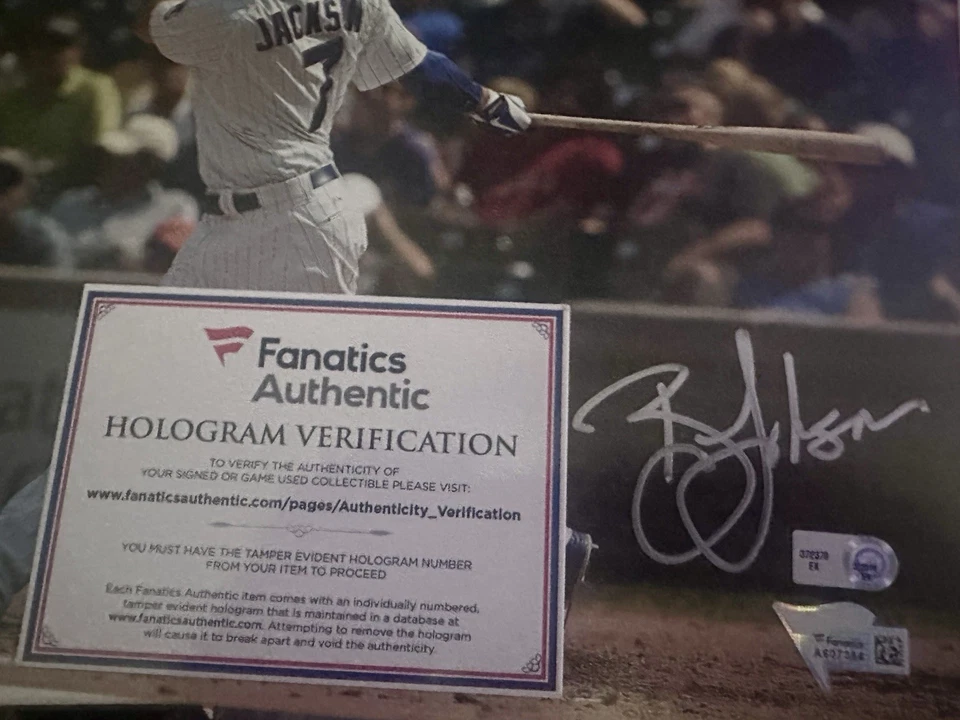 JACKSON
7
Fanatics
Authentic
HOLOGRAM VERIFICATION
TO VERIFY THE AUTHENTICITY OF
YOUR SIGNED OR GAME USED COLLECTIBLE PLEASE VISIT:
www.fanaticsauthentic.com/pages/Authenticity_Verification
YOU MUST HAVE THE TAMPER EVIDENT HOLOGRAM NUMBER
FROM YOUR ITEM TO PROCEED
Each Fanatics Authentic item comes with an individually numbered,
tamper evident hologram that is maintained in a database at
www.fanaticsauthentic.com. Attempting to remove the hologram
will cause it to break apart and void the authenticity.
EX
Fanatics